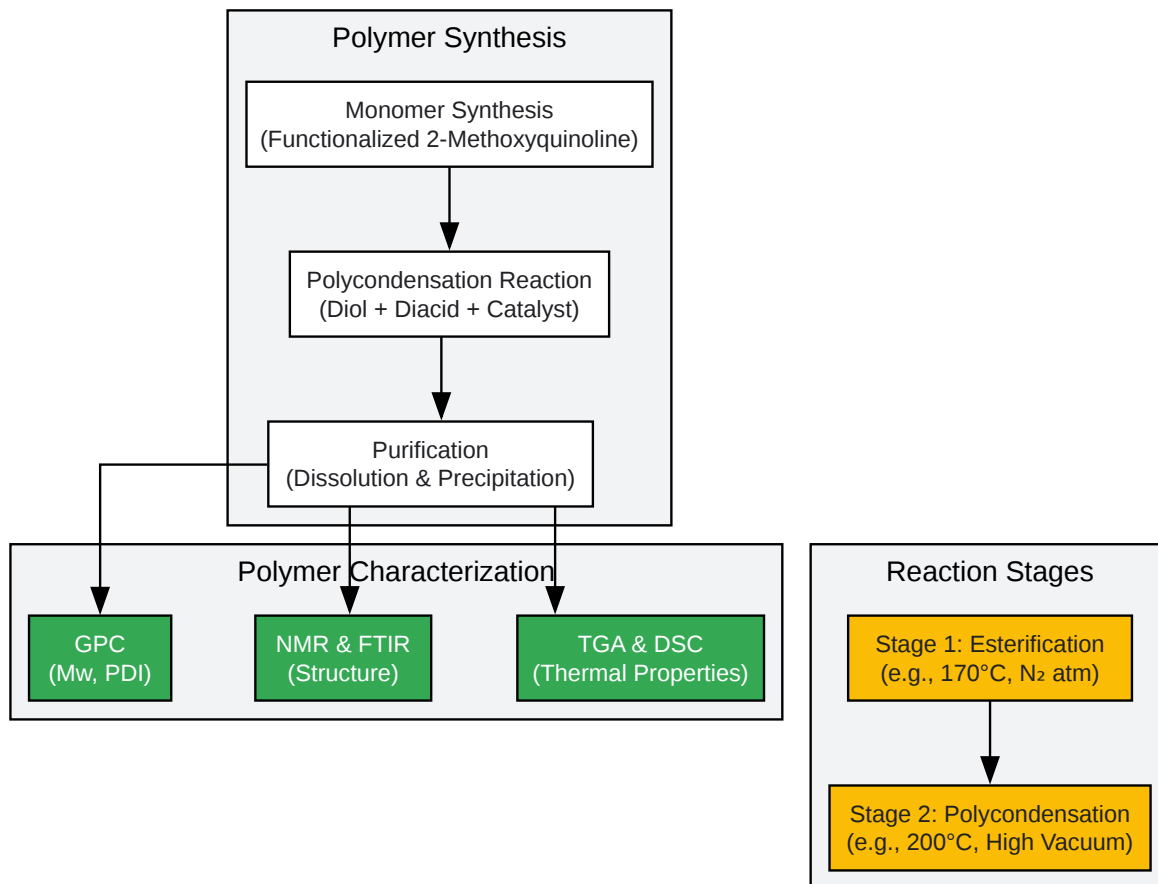 Polymer Synthesis
Monomer Synthesis
(Functionalized 2-Methoxyquinoline)
Polycondensation Reaction
(Diol + Diacid + Catalyst)
Purification
(Dissolution & Precipitation)
Polymer Characterization
GPC
(Mw, PDI)
NMR & FTIR
(Structure)
TGA & DSC
(Thermal Properties)
Reaction Stages
Stage 1: Esterification
(e.g., 170°C, N₂ atm)
Stage 2: Polycondensation
(e.g., 200°C, High Vacuum)